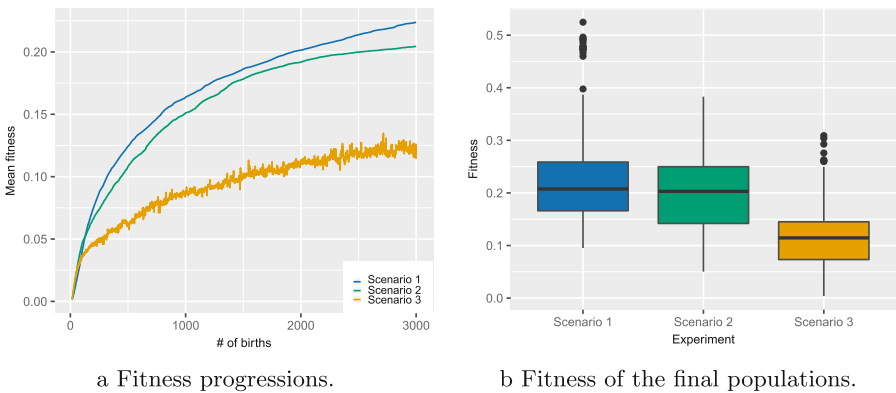 Mean fitness
0.20
0.15
0.10
0.05
0.00
Scenario 1
Scenario 2
Scenario 3
0
1000
2000
3000
# of births
a Fitness progressions.
Fitness
0.5
0.4
0.3
0.2
0.1
0.0
Scenario 1
Scenario 2
Scenario 3
Experiment
b Fitness of the final populations.